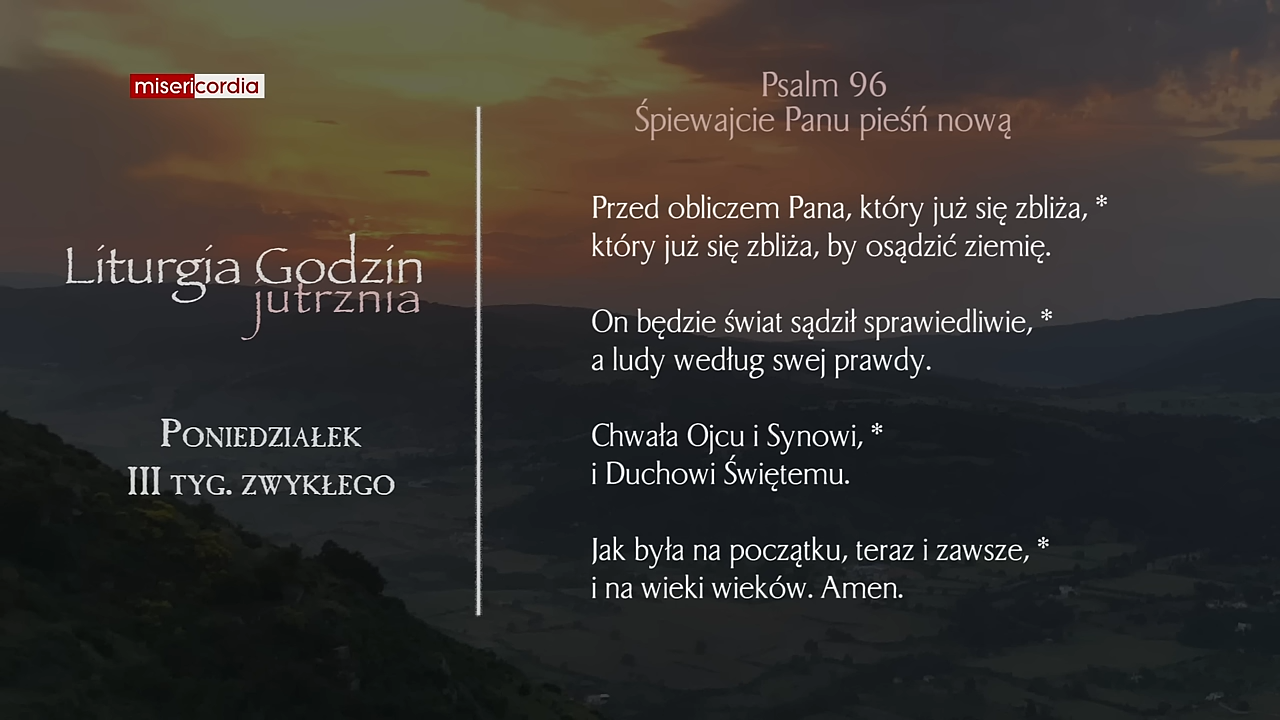 misericordia
Liturgia Godzin
jutrznia
Poniedziałek
III tyg. zwykłego
Psalm 96
Śpiewajcie Panu pieśń nową
Przed obliczem Pana, który już się zbliża, *
który już się zbliża, by osądzić ziemię.
On będzie świat sądził sprawiedliwie, *
a ludy według swej prawdy.
Chwała Ojcu i Synowi, *
i Duchowi Świętemu.
Jak była na początku, teraz i zawsze, *
i na wieki wieków. Amen.